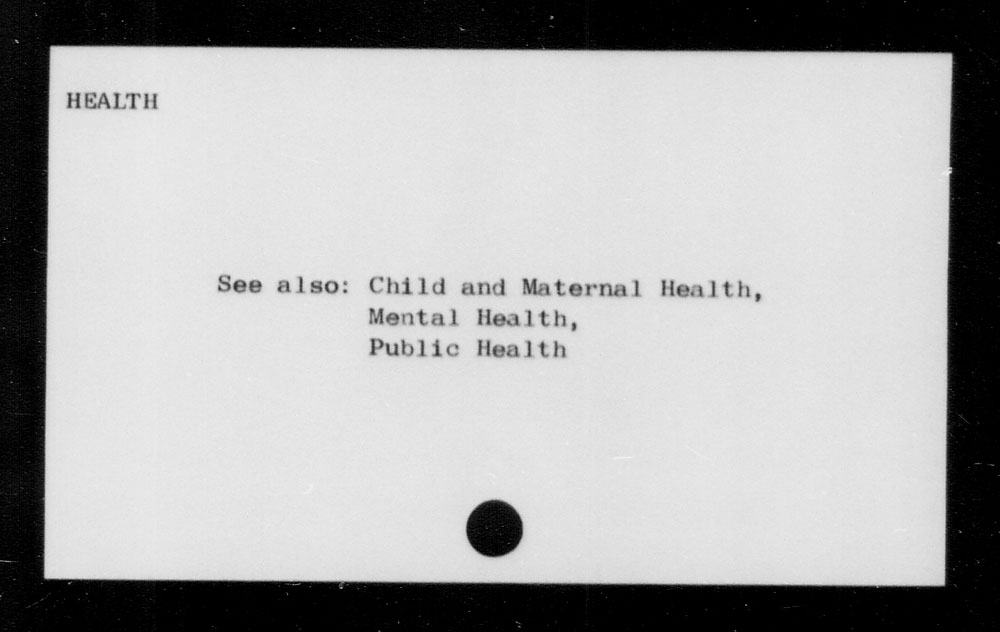 HEALTH
See also: Child and Maternal Health,
Mental Health,
Public Health